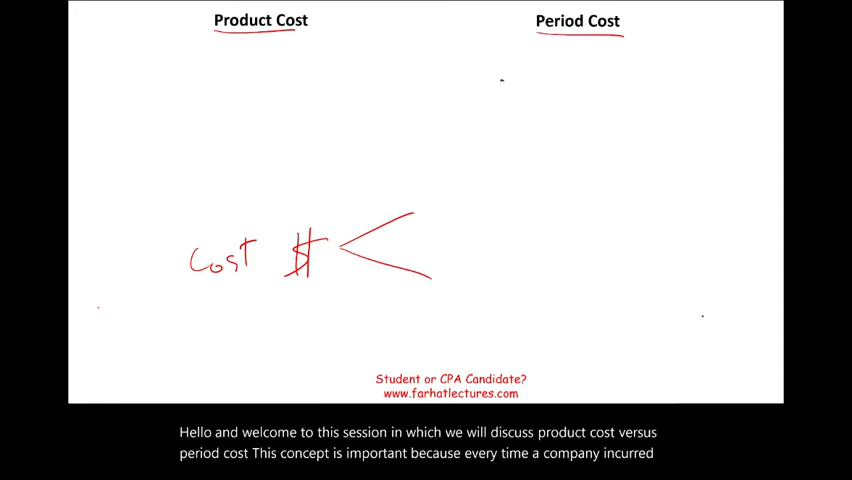 Product Cost
Period Cost
Cost $
Student or CPA Candidate?
www.farhatlectures.com
Hello and welcome to this session in which we will discuss product cost versus
period cost This concept is important because every time a company incurred